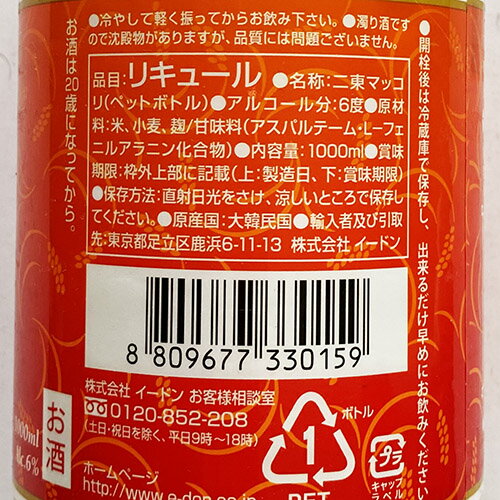 ●冷やして軽く振ってからお飲み下さい。●濁り酒です
ので沈殿物がありますが、品質には問題ございません。
お酒は20歳になってから。
品目:リキュール ●名称:二東マッコ
リ(ペットボトル)●アルコール分:6度●原材
料:米、小麦、麹/甘味料(アスパルテーム・L-フェ
ニルアラニン化合物)●内容量:1000ml●賞味
期限:枠外上部に記載(上:製造日、下:賞味期限)
●保存方法:直射日光をさけ、涼しいところで保存し
てください。●原産国:大韓民国●輸入者及び引取
先:東京都足立区鹿浜6-11-13 株式会社 イードン
●開栓後は冷蔵庫で保存し、出来るだけ早めにお飲みください。
8 809677 330159
株式会社 イードン お客様相談室
0120-852-208
(土・日・祝日を除く、平日9時〜18時)
ホームページ
お酒
1
ボトル
PET
プラ
キャップ
ラベル